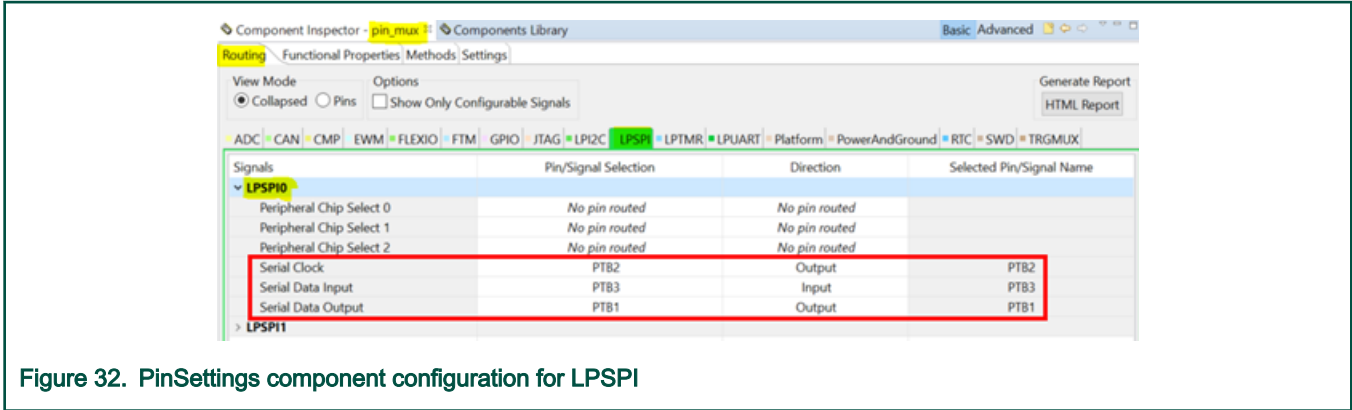 Component Inspector - pin_mux Components Library Basic Advanced
Routing Functional Properties Methods Settings
View Mode Options Generate Report
Collapsed Pins Show Only Configurable Signals HTML Report
ADC CAN CMP EWM FLEXIO FTM GPIO JTAG LPI2C LPSPI LPTMR LPUART Platform PowerAndGround RTC SWD TRGMUX
Signals Pin/Signal Selection Direction Selected Pin/Signal Name
LPSPI0
Peripheral Chip Select 0 No pin routed No pin routed
Peripheral Chip Select 1 No pin routed No pin routed
Peripheral Chip Select 2 No pin routed No pin routed
Serial Clock PTB2 Output PTB2
Serial Data Input PTB3 Input PTB3
Serial Data Output PTB1 Output PTB1
LPSPI1
Figure 32. PinSettings component configuration for LPSPI